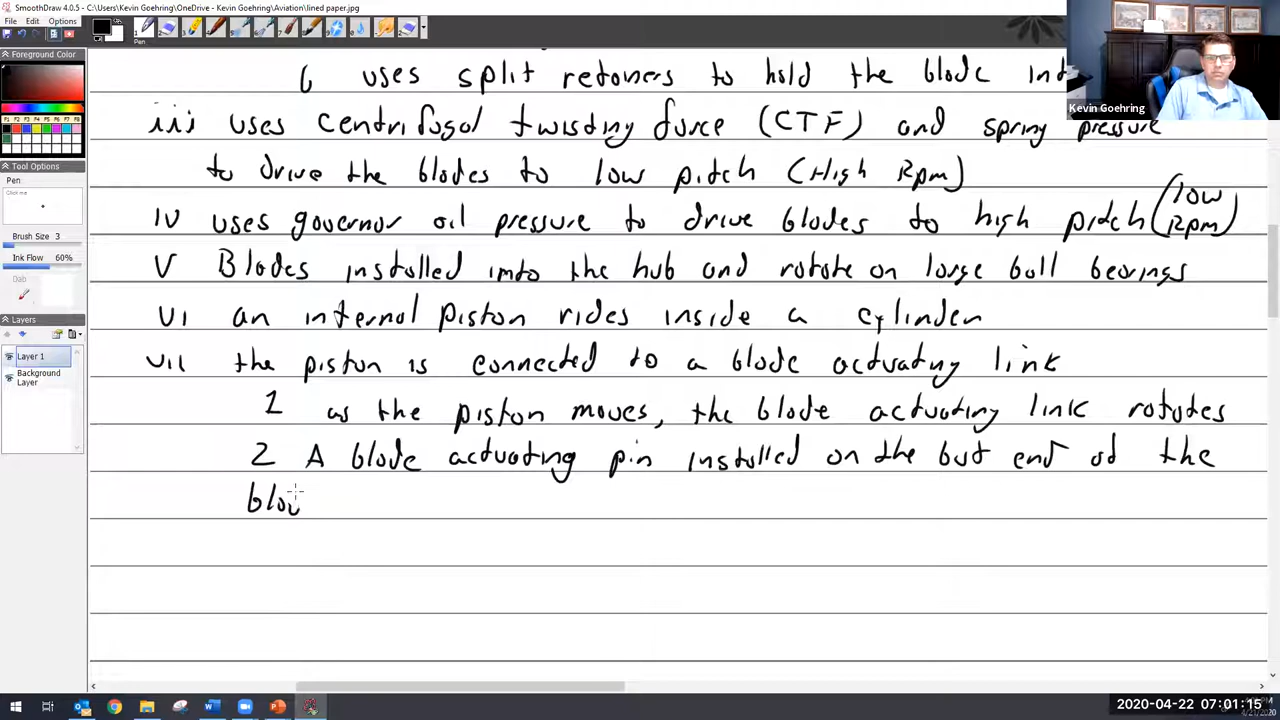 SmoothDraw 4.0.5 - C:\Users\Kevin Goehring\OneDrive - Kevin Goehring\Aviation\lined paper.jpg
File Edit Options
Pen
Foreground Color
Tool Options
Pen
Click me
Brush Size 3
Ink Flow 60%
Dab
Layers
Layer 1
Background Layer
Kevin Goehring
6 uses split retainers to hold the blade
iii uses centrifugal twisting force (CTF) and spring pressure
to drive the blades to low pitch (High Rpm)
iv uses governor oil pressure to drive blades to high pitch (low Rpm)
V Blades installed into the hub and rotate on large ball bearings
vi an internal piston rides inside a cylinder
vii the piston is connected to a blade actuating link
1 as the piston moves, the blade actuating link rotates
2 A blade actuating pin installed on the but end of the
2020-04-22 07:01:15